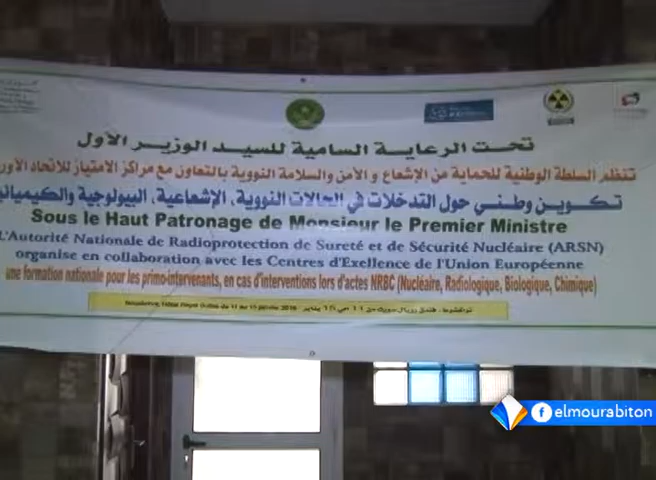 تحت الرعاية السامية للسيد الوزير الأول
تنظم السلطة الوطنية للحماية من الإشعاع و الأمن والسلامة النووية بالتعاون مع مراكز الامتياز للاتحاد
تكوين وطني حول التدخلات في الحالات النووية، الإشعاعية، البيولوجية والكيميائية
Sous le Haut Patronage de Monsieur le Premier Ministre
L'Autorité Nationale de Radioprotection de Sureté et de Sécurité Nucléaire (ARSN)
organise en collaboration avec les Centres d'Exellence de l'Union Européenne
une formation nationale pour les primo-intervenants, en cas d'interventions lors d'actes NRBC (Nucléaire, Radiologique, Biologique, Chimique)
elmourabiton